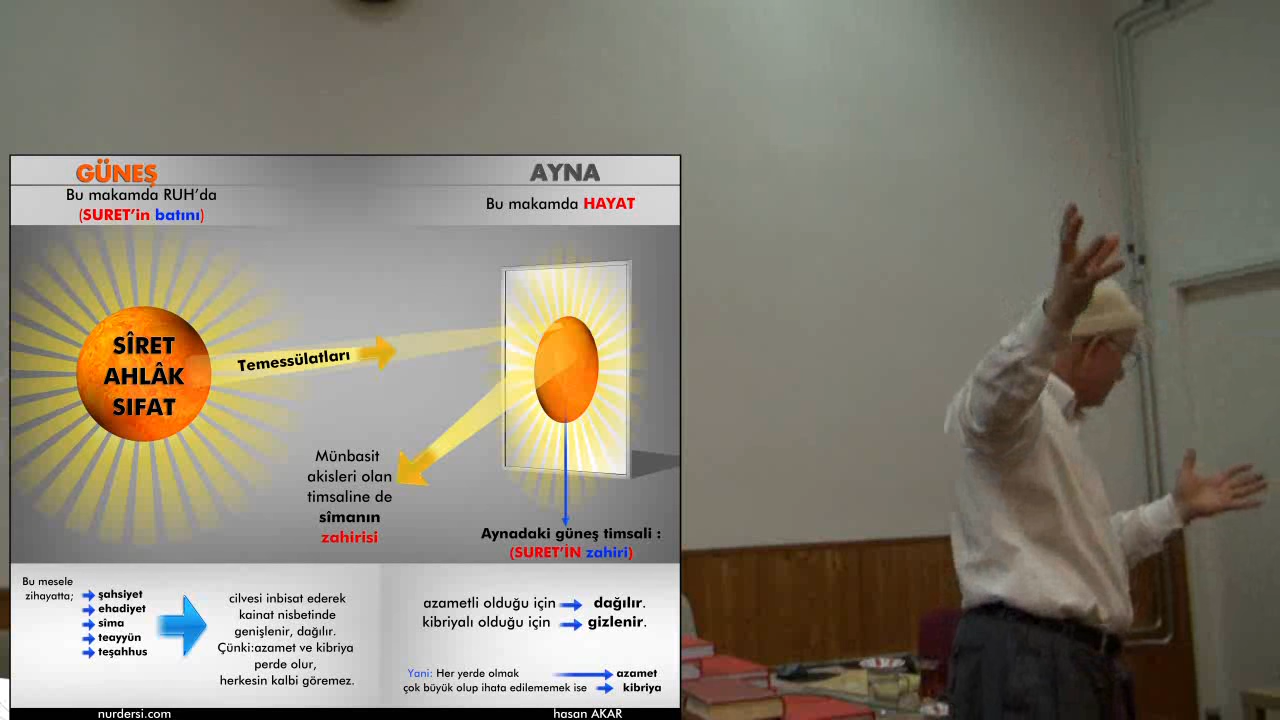 GÜNEŞ
Bu makamda RUH’da
(SURET’in batını)
AYNA
Bu makamda HAYAT
SÎRET
AHLÂK
SIFAT
Temessülatları
Münbasit
akisleri olan
timsaline de
sîmanın
zahirisi
Aynadaki güneş timsali :
(SURET’İN zahiri)
Bu mesele
zihayatta;
şahsiyet
ehadiyet
sîma
teayyün
teşahhus
cilvesi inbisat ederek
kainat nisbetinde
genişlenir, dağılır.
Çünki:azamet ve kibriya
perde olur,
herkesin kalbi göremez.
azametli olduğu için dağılır.
kibriyalı olduğu için gizlenir.
Yani: Her yerde olmak azamet
çok büyük olup ihata edilememek ise kibriya
nurdersi.com
hasan AKAR